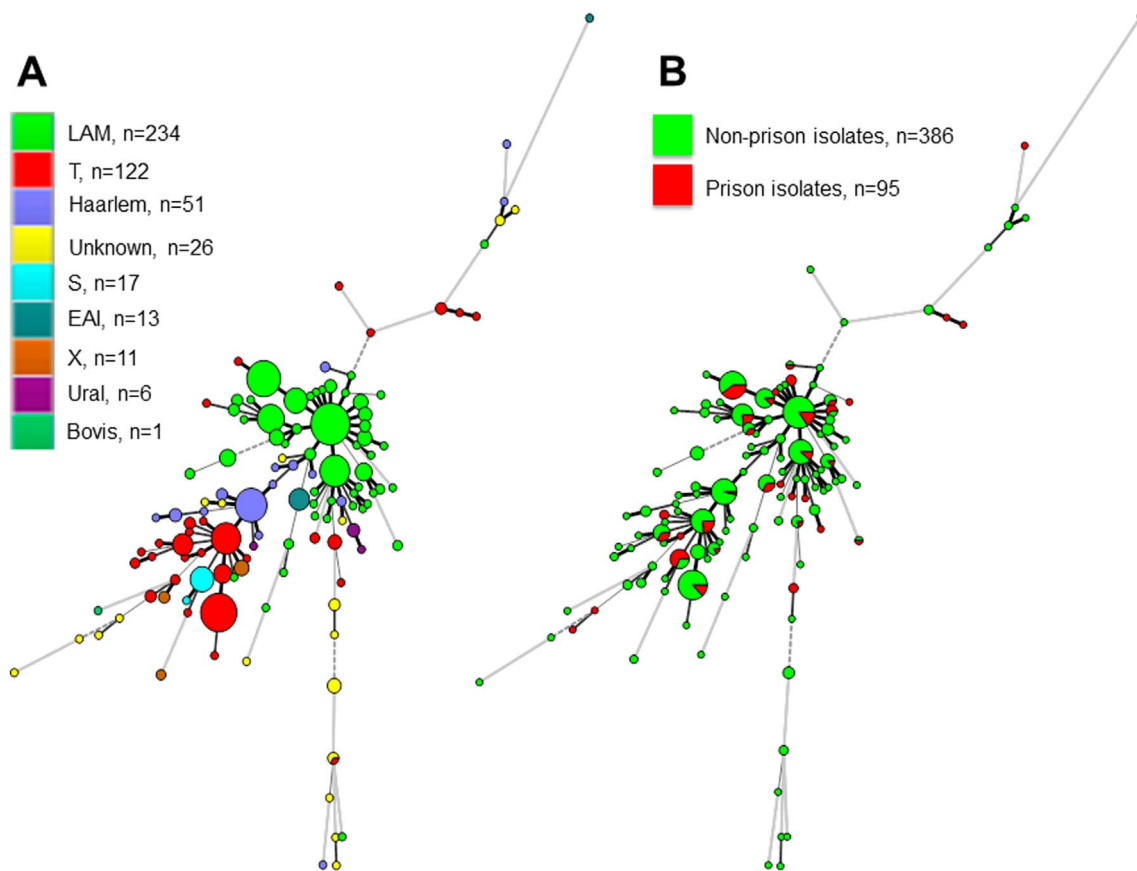 A
LAM, n=234
T, n=122
Haarlem, n=51
Unknown, n=26
S, n=17
EAI, n=13
X, n=11
Ural, n=6
Bovis, n=1
B
Non-prison isolates, n=386
Prison isolates, n=95